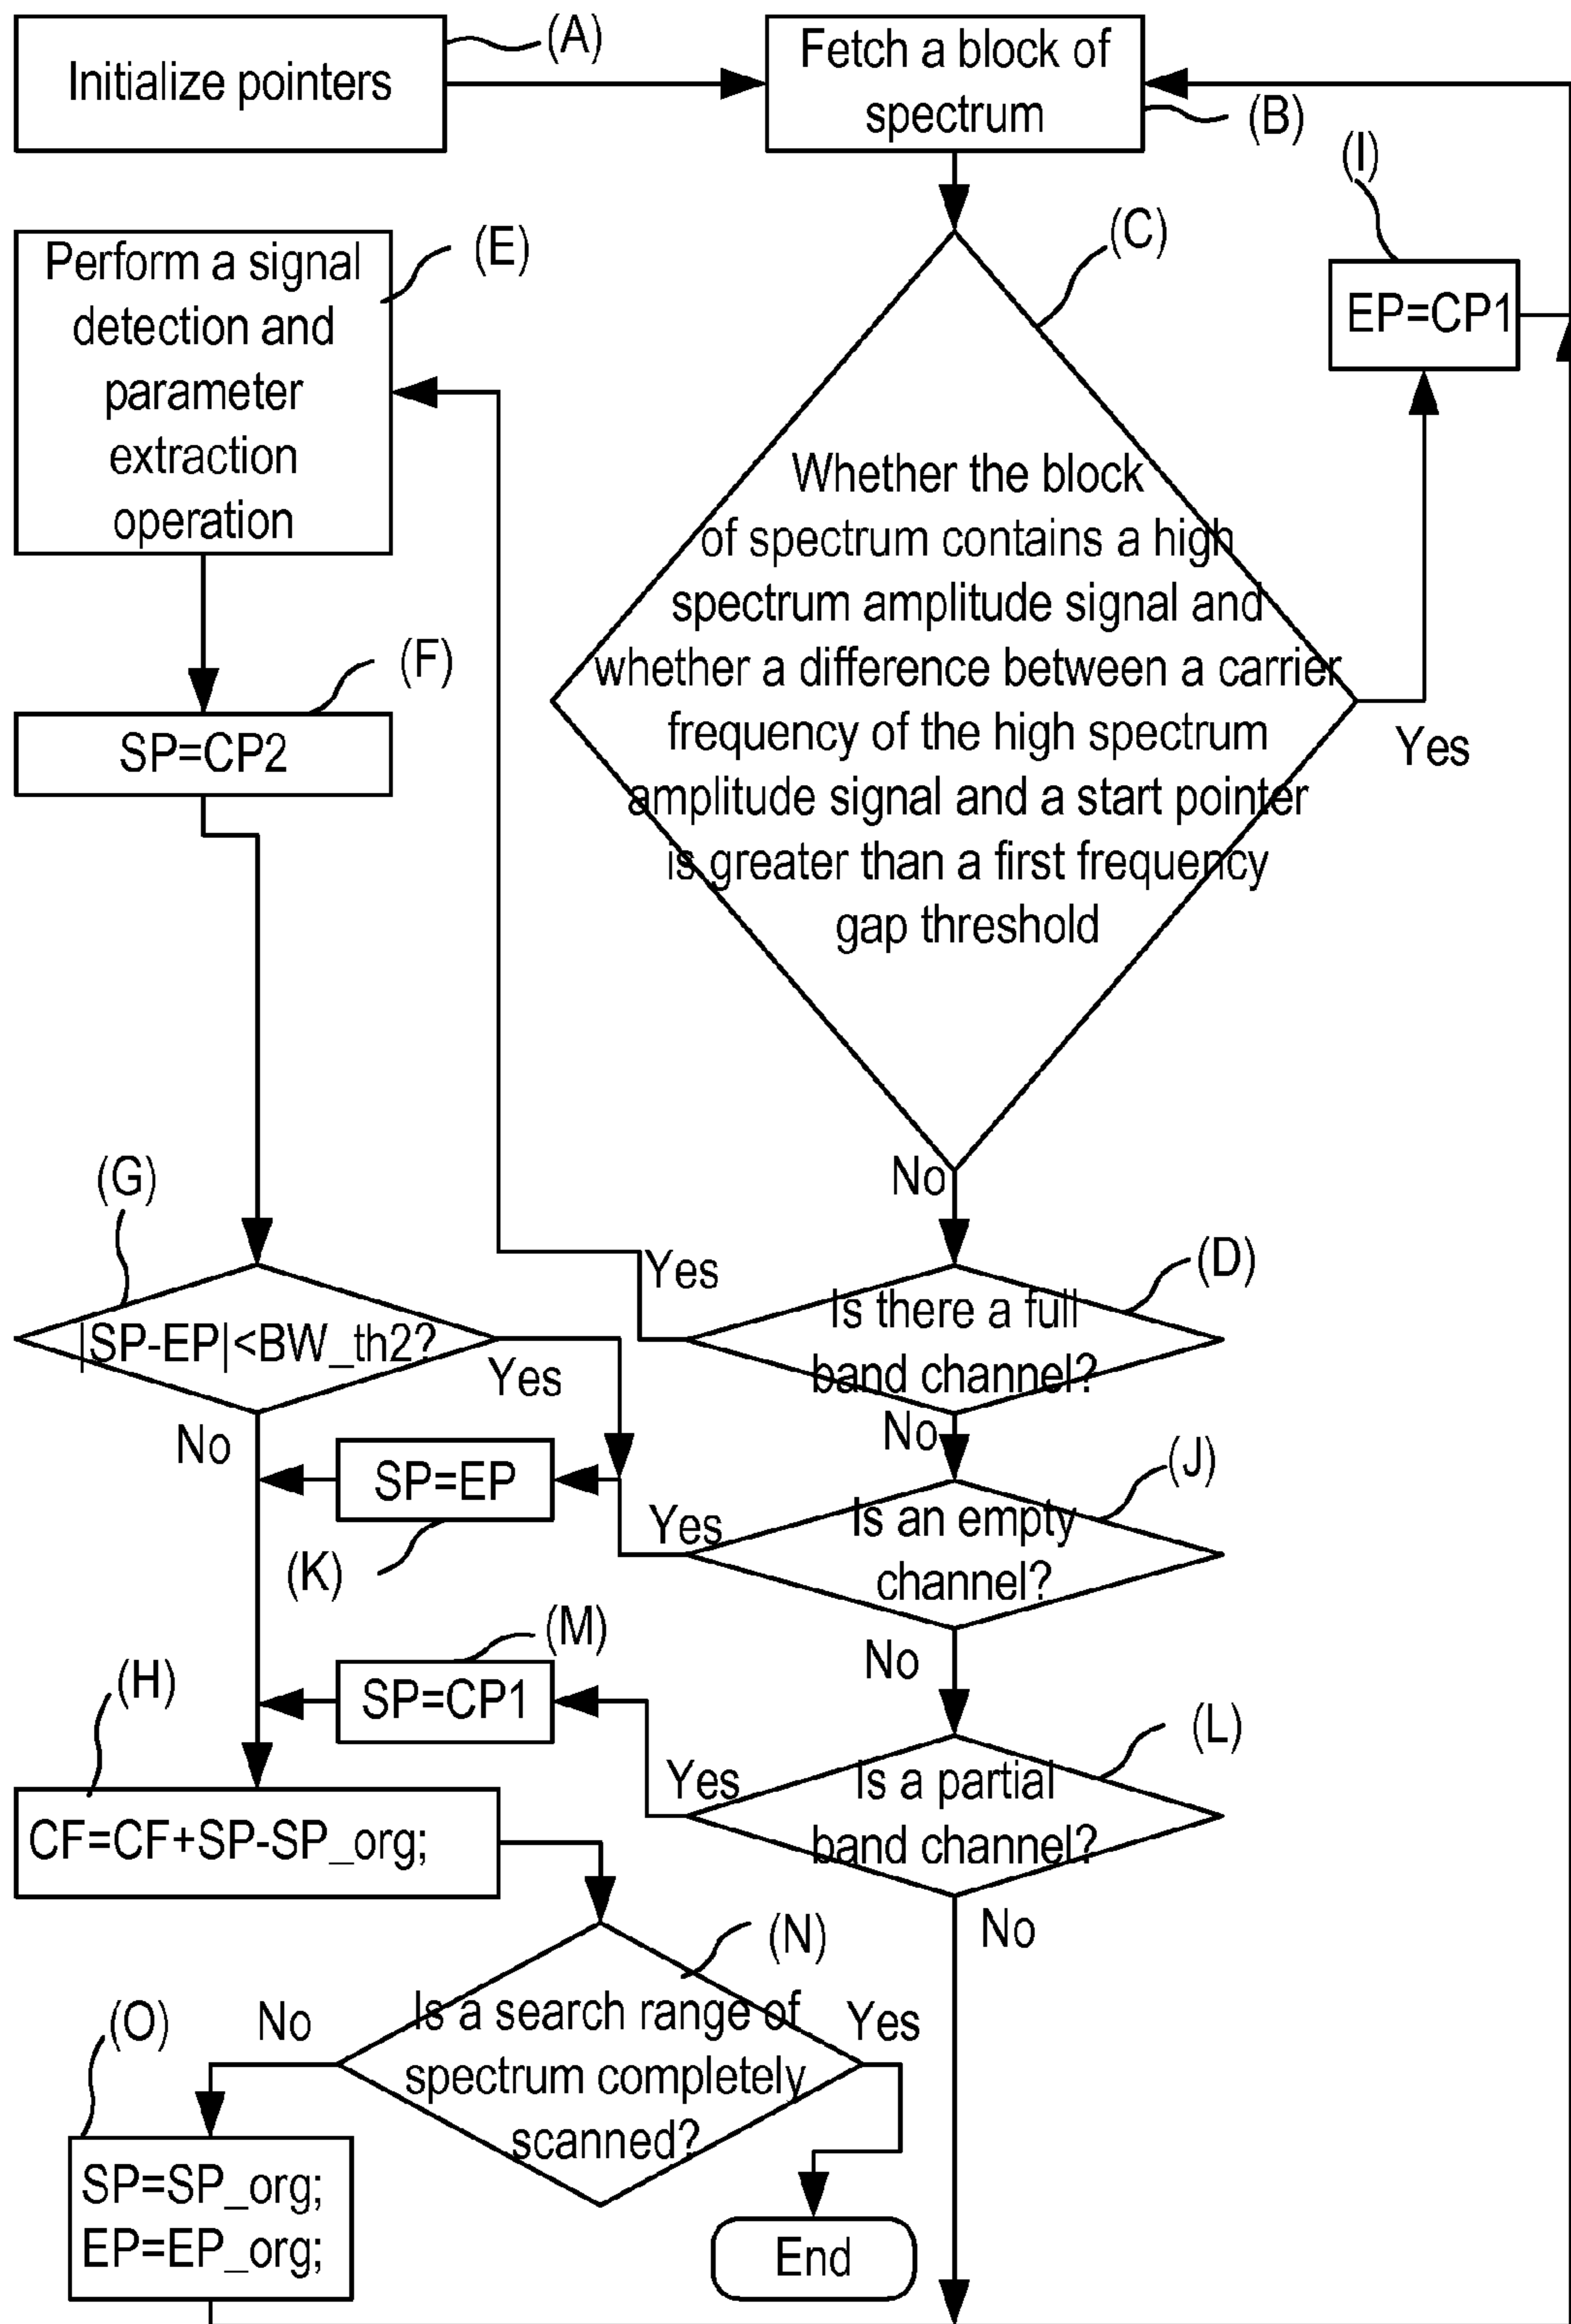 Initialize pointers
(A)
Fetch a block of
spectrum
(B)
(I)
EP=CP1
(C)
Perform a signal
detection and
parameter
extraction
operation
(E)
Whether the block
of spectrum contains a high
spectrum amplitude signal and
whether a difference between a carrier
frequency of the high spectrum
amplitude signal and a start pointer
is greater than a first frequency
gap threshold
Yes
No
(F)
SP=CP2
(G)
|SP-EP|<BW_th2?
Yes
No
(D)
Is there a full
band channel?
Yes
No
SP=EP
(K)
(J)
Is an empty
channel?
Yes
No
(M)
SP=CP1
(L)
Is a partial
band channel?
Yes
No
(H)
CF=CF+SP-SP_org;
(N)
Is a search range of
spectrum completely
scanned?
No
Yes
(O)
SP=SP_org;
EP=EP_org;
End